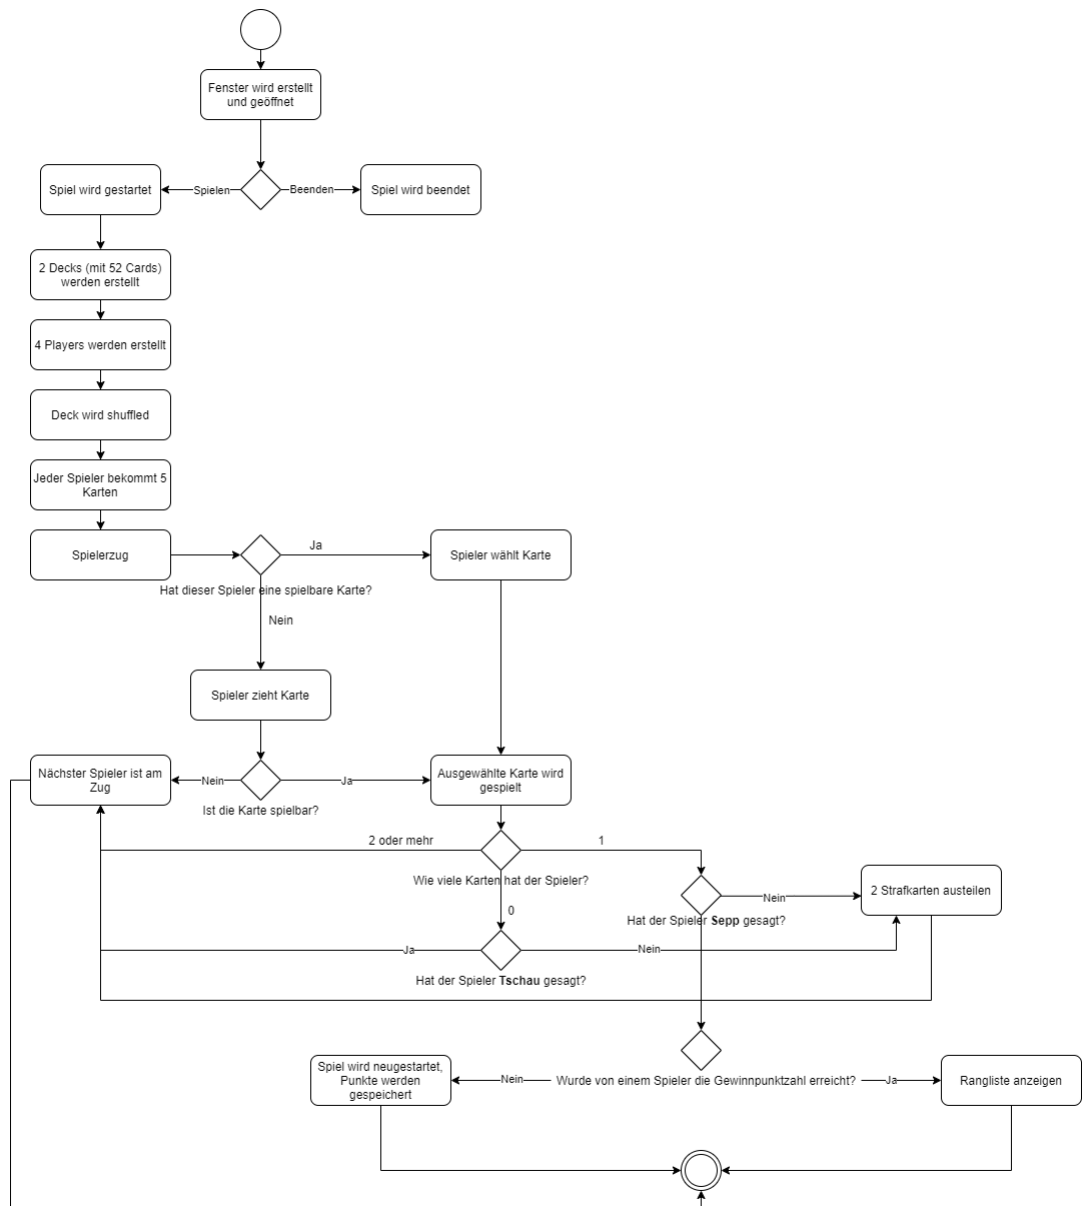 Fenster wird erstellt
und geöffnet
Spiel wird gestartet
Spielen
Beenden
Spiel wird beendet
2 Decks (mit 52 Cards)
werden erstellt
4 Players werden erstellt
Deck wird shuffled
Jeder Spieler bekommt 5
Karten
Spielerzug
Ja
Spieler wählt Karte
Hat dieser Spieler eine spielbare Karte?
Nein
Spieler zieht Karte
Nächster Spieler ist am
Zug
Nein
Ja
Ausgewählte Karte wird
gespielt
Ist die Karte spielbar?
2 oder mehr
1
Wie viele Karten hat der Spieler?
Nein
2 Strafkarten austeilen
0
Hat der Spieler Sepp gesagt?
Ja
Nein
Hat der Spieler Tschau gesagt?
Spiel wird neugestartet,
Punkte werden
gespeichert
Nein
Wurde von einem Spieler die Gewinnpunktzahl erreicht?
Ja
Rangliste anzeigen